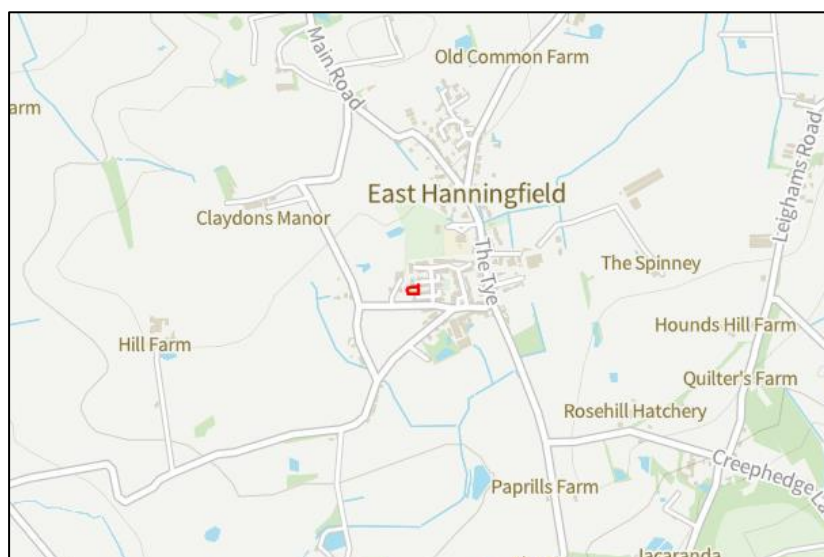 Main Road
Old Common Farm
arm
Leighams Road
East Hanningfield
Claydons Manor
The Tye
The Spinney
Hounds Hill Farm
Hill Farm
Quilter's Farm
Rosehill Hatchery
Creephedge La
Paprills Farm
Jacaranda